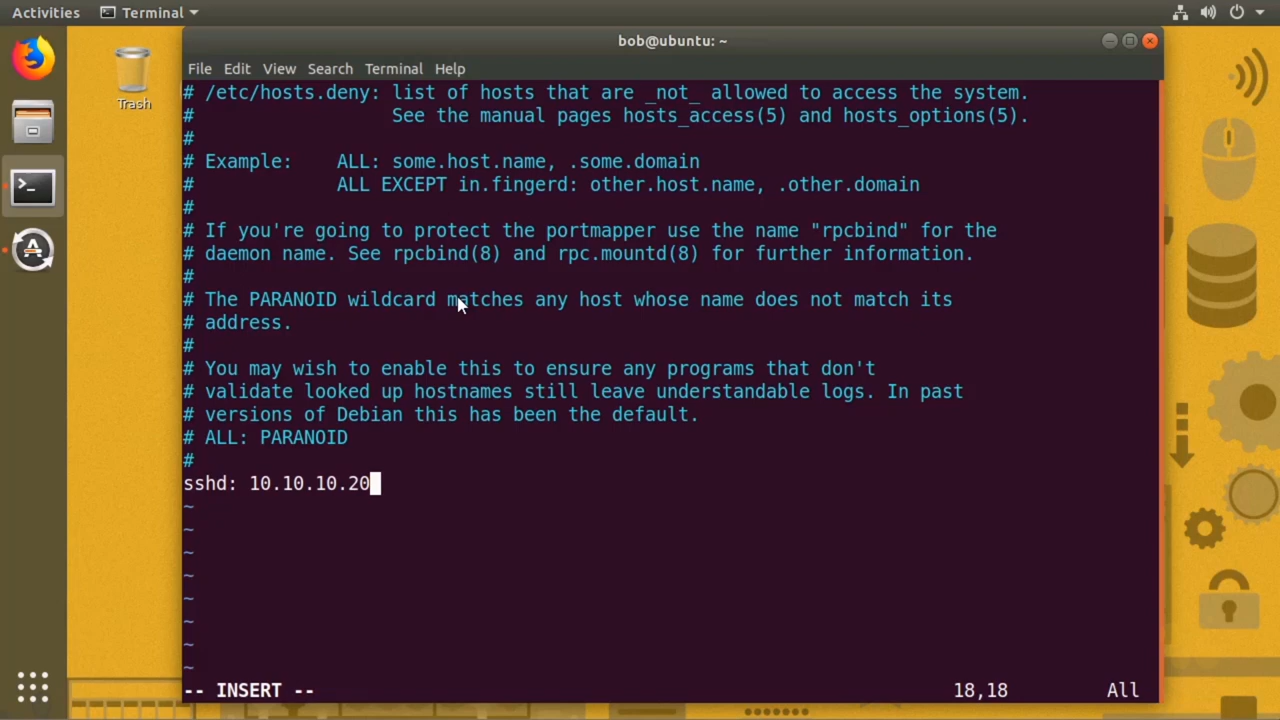 Activities Terminal
bob@ubuntu: ~
File Edit View Search Terminal Help
Trash
# /etc/hosts.deny: list of hosts that are _not_ allowed to access the system.
#                  See the manual pages hosts_access(5) and hosts_options(5).
#
# Example:    ALL: some.host.name, .some.domain
#             ALL EXCEPT in.fingerd: other.host.name, .other.domain
#
# If you're going to protect the portmapper use the name "rpcbind" for the
# daemon name. See rpcbind(8) and rpc.mountd(8) for further information.
#
# The PARANOID wildcard matches any host whose name does not match its
# address.
#
# You may wish to enable this to ensure any programs that don't
# validate looked up hostnames still leave understandable logs. In past
# versions of Debian this has been the default.
# ALL: PARANOID
#
sshd: 10.10.10.20
~
~
~
~
~
~
~
~
-- INSERT -- 18,18 All